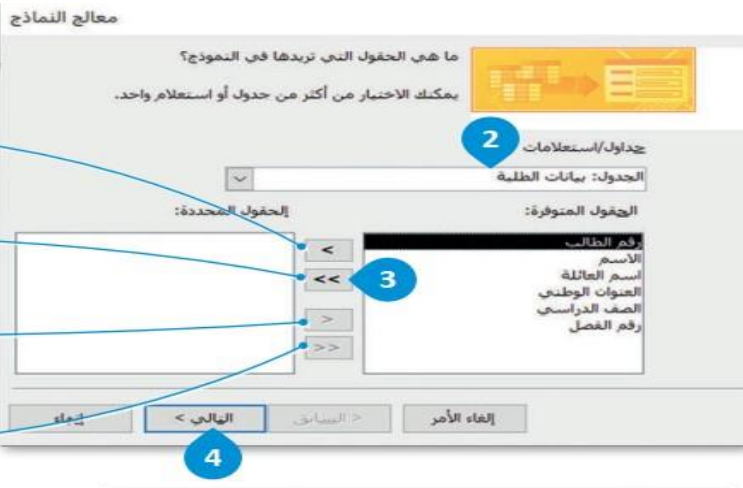 معالج النماذج
ما هي الحقول التي تريدها في النموذج؟
يمكنك الاختيار من أكثر من جدول أو استعلام واحد.
2
جداول/استعلامات
الجدول: بيانات الطلبة
الحقول المتوفرة:
الحقول المحددة:
رقم الطالب
الاسم
اسم العائلة
العنوان الوطني
الصف الدراسي
رقم الفصل
>
>>
3
<
<<
إلغاء الأمر
< السابق
التالي >
إنهاء
4